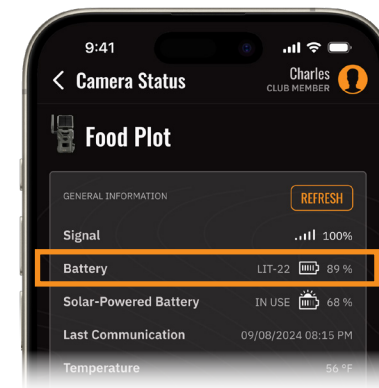 9:41
Camera Status
Charles
CLUB MEMBER
Food Plot
GENERAL INFORMATION
REFRESH
Signal 100%
Battery LIT-22 89 %
Solar-Powered Battery IN USE 68 %
Last Communication 09/08/2024 08:15 PM
Temperature 56 °F